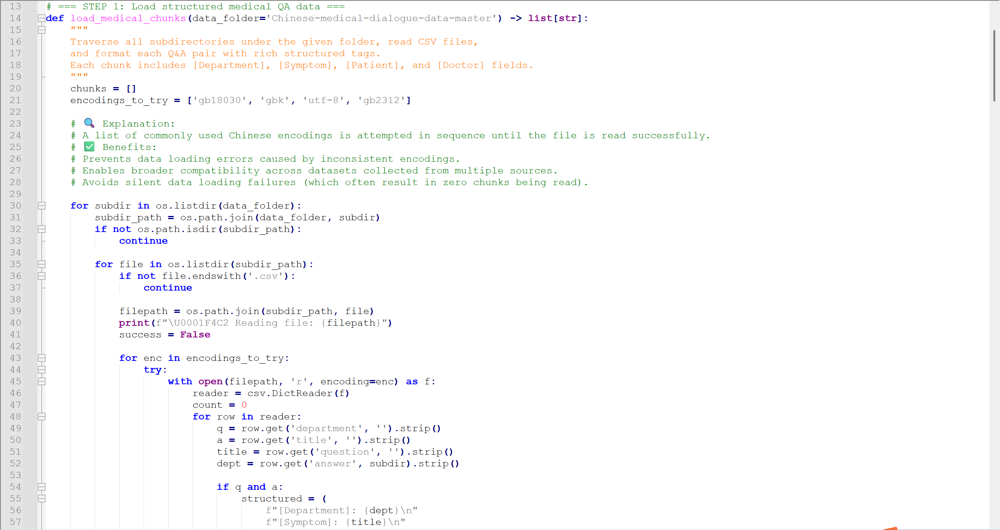 13 # === STEP 1: Load structured medical QA data ===
14 def load_medical_chunks(data_folder='Chinese-medical-dialogue-data-master') -> list[str]:
15     """
16     Traverse all subdirectories under the given folder, read CSV files,
17     and format each Q&A pair with rich structured tags.
18     Each chunk includes [Department], [Symptom], [Patient], and [Doctor] fields.
19     """
20     chunks = []
21     encodings_to_try = ['gb18030', 'gbk', 'utf-8', 'gb2312']
22
23     # 🔍 Explanation:
24     # A list of commonly used Chinese encodings is attempted in sequence until the file is read successfully.
25     # ✅ Benefits:
26     # Prevents data loading errors caused by inconsistent encodings.
27     # Enables broader compatibility across datasets collected from multiple sources.
28     # Avoids silent data loading failures (which often result in zero chunks being read).
29
30     for subdir in os.listdir(data_folder):
31         subdir_path = os.path.join(data_folder, subdir)
32         if not os.path.isdir(subdir_path):
33             continue
34
35         for file in os.listdir(subdir_path):
36             if not file.endswith('.csv'):
37                 continue
38
39             filepath = os.path.join(subdir_path, file)
40             print(f"\U0001F4C2 Reading file: {filepath}")
41             success = False
42
43             for enc in encodings_to_try:
44                 try:
45                     with open(filepath, 'r', encoding=enc) as f:
46                         reader = csv.DictReader(f)
47                         count = 0
48                         for row in reader:
49                             q = row.get('department', '').strip()
50                             a = row.get('title', '').strip()
51                             title = row.get('question', '').strip()
52                             dept = row.get('answer', subdir).strip()
53
54                             if q and a:
55                                 structured = (
56                                     f"[Department]: {dept}\n"
57                                     f"[Symptom]: {title}\n"